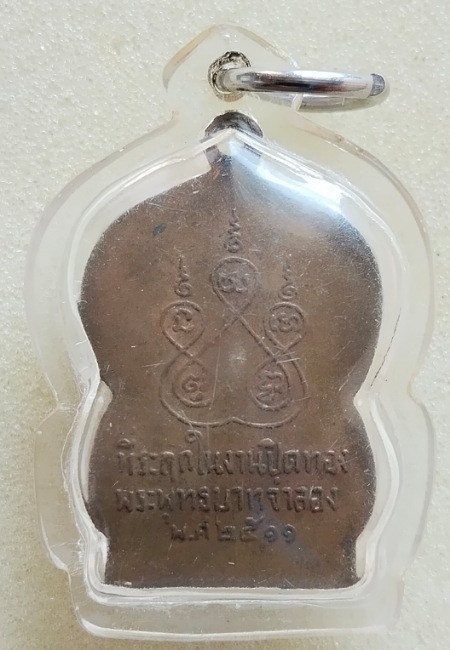 ที่ระฤกในงานปิดทอง
พระพุทธบาทจำลอง
พ.ศ ๒๕๑๑